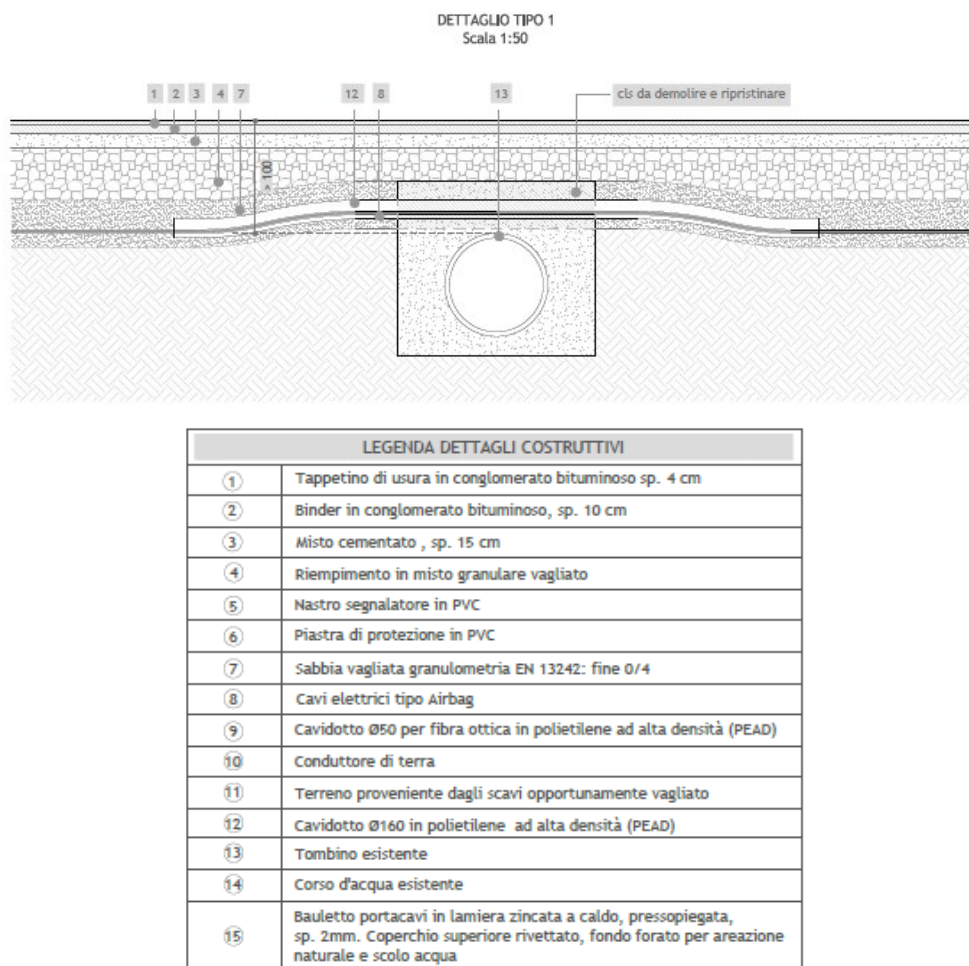 DETTAGLIO TIPO 1
Scala 1:50
1 2 3 4 7 12 8 13 cls da demolire e ripristinare
> 100
LEGENDA DETTAGLI COSTRUTTIVI
1 Tappetino di usura in conglomerato bituminoso sp. 4 cm
2 Binder in conglomerato bituminoso, sp. 10 cm
3 Misto cementato , sp. 15 cm
4 Riempimento in misto granulare vagliato
5 Nastro segnalatore in PVC
6 Piastra di protezione in PVC
7 Sabbia vagliata granulometria EN 13242: fine 0/4
8 Cavi elettrici tipo Airbag
9 Cavidotto Ø50 per fibra ottica in polietilene ad alta densità (PEAD)
10 Conduttore di terra
11 Terreno proveniente dagli scavi opportunamente vagliato
12 Cavidotto Ø160 in polietilene ad alta densità (PEAD)
13 Tombino esistente
14 Corso d'acqua esistente
15 Bauletto portacavi in lamiera zincata a caldo, pressopiegata,
sp. 2mm. Coperchio superiore rivettato, fondo forato per areazione
naturale e scolo acqua